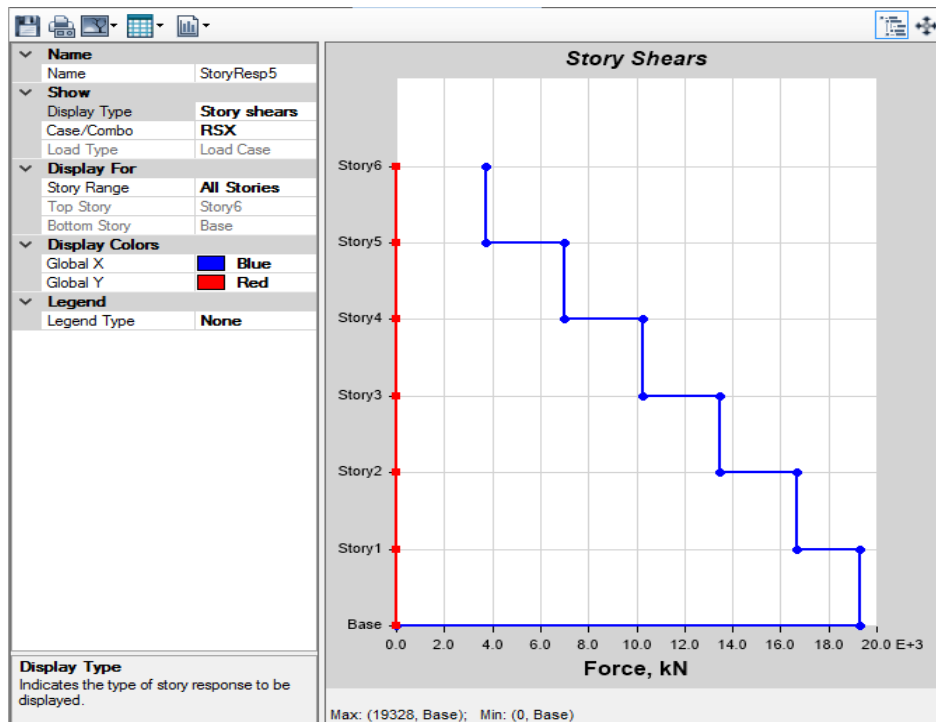 Name
Name StoryResp5
Show
Display Type Story shears
Case/Combo RSX
Load Type Load Case
Display For
Story Range All Stories
Top Story Story6
Bottom Story Base
Display Colors
Global X Blue
Global Y Red
Legend
Legend Type None
Display Type
Indicates the type of story response to be
displayed.
Story Shears
Story6
Story5
Story4
Story3
Story2
Story1
Base
0.0 2.0 4.0 6.0 8.0 10.0 12.0 14.0 16.0 18.0 20.0 E+3
Force, kN
Max: (19328, Base); Min: (0, Base)